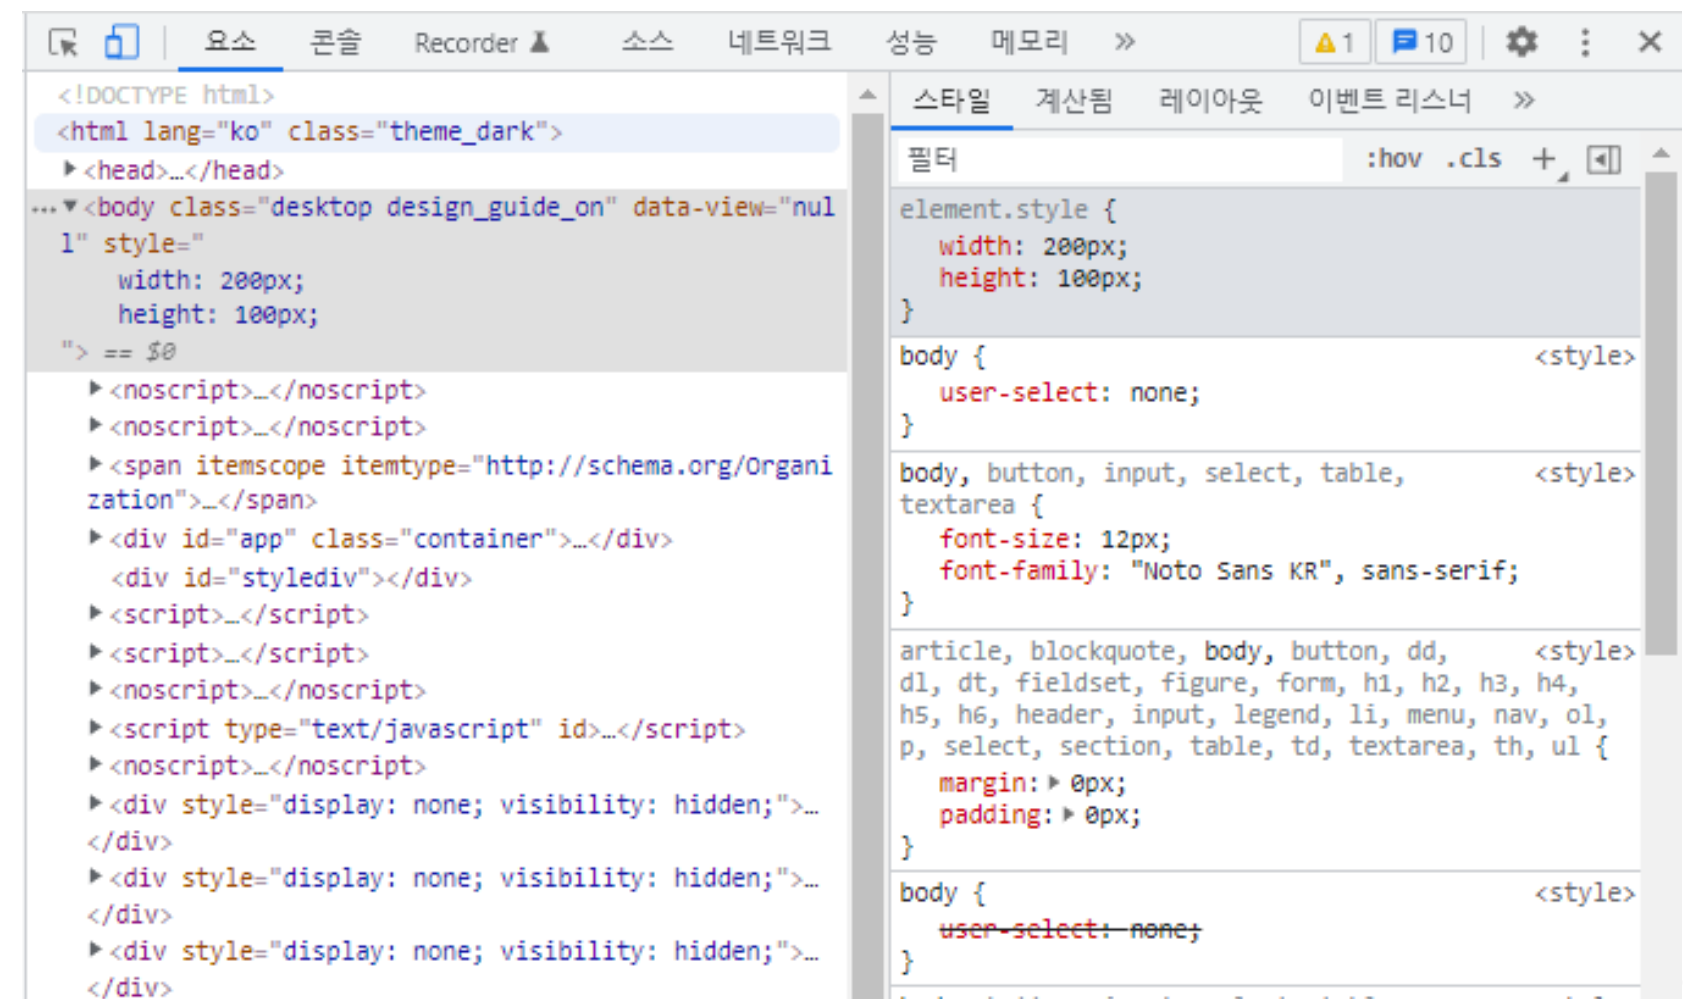 요소 콘솔 Recorder 소스 네트워크 성능 메모리 » 1 10
<!DOCTYPE html>
<html lang="ko" class="theme_dark">
<head>…</head>
<body class="desktop design_guide_on" data-view="nul
l" style="
width: 200px;
height: 100px;
"> == $0
<noscript>…</noscript>
<noscript>…</noscript>
<span itemscope itemtype="http://schema.org/Organi
zation">…</span>
<div id="app" class="container">…</div>
<div id="stylediv"></div>
<script>…</script>
<script>…</script>
<noscript>…</noscript>
<script type="text/javascript" id>…</script>
<noscript>…</noscript>
<div style="display: none; visibility: hidden;">…
</div>
<div style="display: none; visibility: hidden;">…
</div>
<div style="display: none; visibility: hidden;">…
</div>
스타일 계산됨 레이아웃 이벤트 리스너 »
필터 :hov .cls +
element.style {
width: 200px;
height: 100px;
}
body { <style>
user-select: none;
}
body, button, input, select, table, <style>
textarea {
font-size: 12px;
font-family: "Noto Sans KR", sans-serif;
}
article, blockquote, body, button, dd, <style>
dl, dt, fieldset, figure, form, h1, h2, h3, h4,
h5, h6, header, input, legend, li, menu, nav, ol,
p, select, section, table, td, textarea, th, ul {
margin: 0px;
padding: 0px;
}
body { <style>
user-select: none;
}